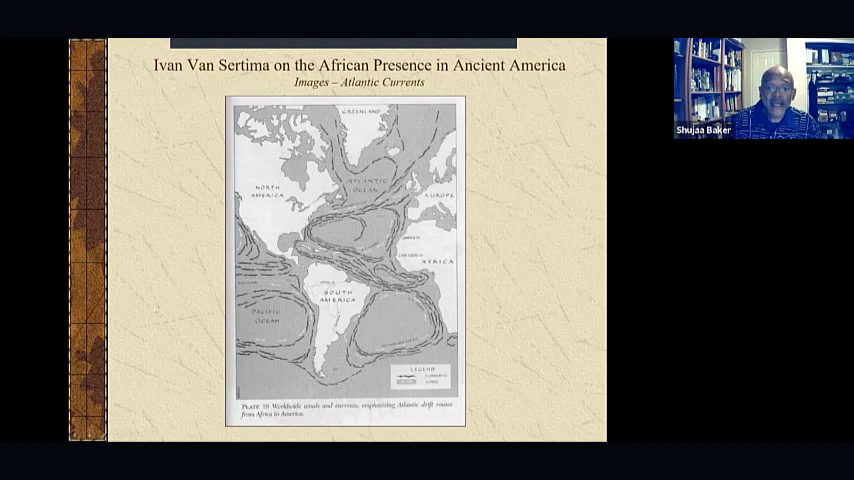 Ivan Van Sertima on the African Presence in Ancient America
Images – Atlantic Currents
GREENLAND
ATLANTIC
OCEAN
NORTH
AMERICA
EUROPE
AFRICA
SOUTH
AMERICA
PACIFIC
OCEAN
LEGEND
PLATE 10 Worldwide winds and currents, emphasizing Atlantic drift routes
from Africa to America.
Shujaa Baker